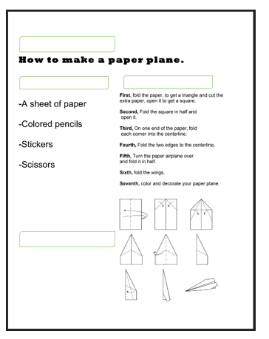 How to make a paper plane.
-A sheet of paper
-Colored pencils
-Stickers
-Scissors
First, fold the paper, to get a triangle and cut the
extra paper, open it to get a square.
Second, Fold the square in half and
open it.
Third, On one end of the paper, fold
each corner into the centerline.
Fourth, Fold the two edges to the centerline.
Fifth, Turn the paper airplane over
and fold it in half.
Sixth, fold the wings.
Seventh, color and decorate your paper plane.